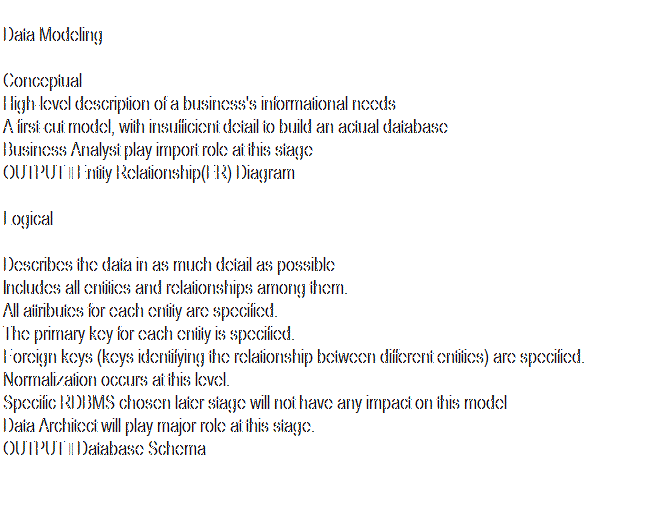 Data Modeling
Conceptual
High-level description of a business's informational needs
A first-cut model, with insufficient detail to build an actual database
Business Analyst play import role at this stage
OUTPUT Entity Relationship(ER) Diagram
Logical
Describes the data in as much detail as possible
Includes all entities and relationships among them.
All attributes for each entity are specified.
The primary key for each entity is specified.
Foreign keys (keys identifying the relationship between different entities) are specified.
Normalization occurs at this level.
Specific RDBMS chosen later stage will not have any impact on this model
Data Architect will play major role at this stage.
OUTPUT Database Schema